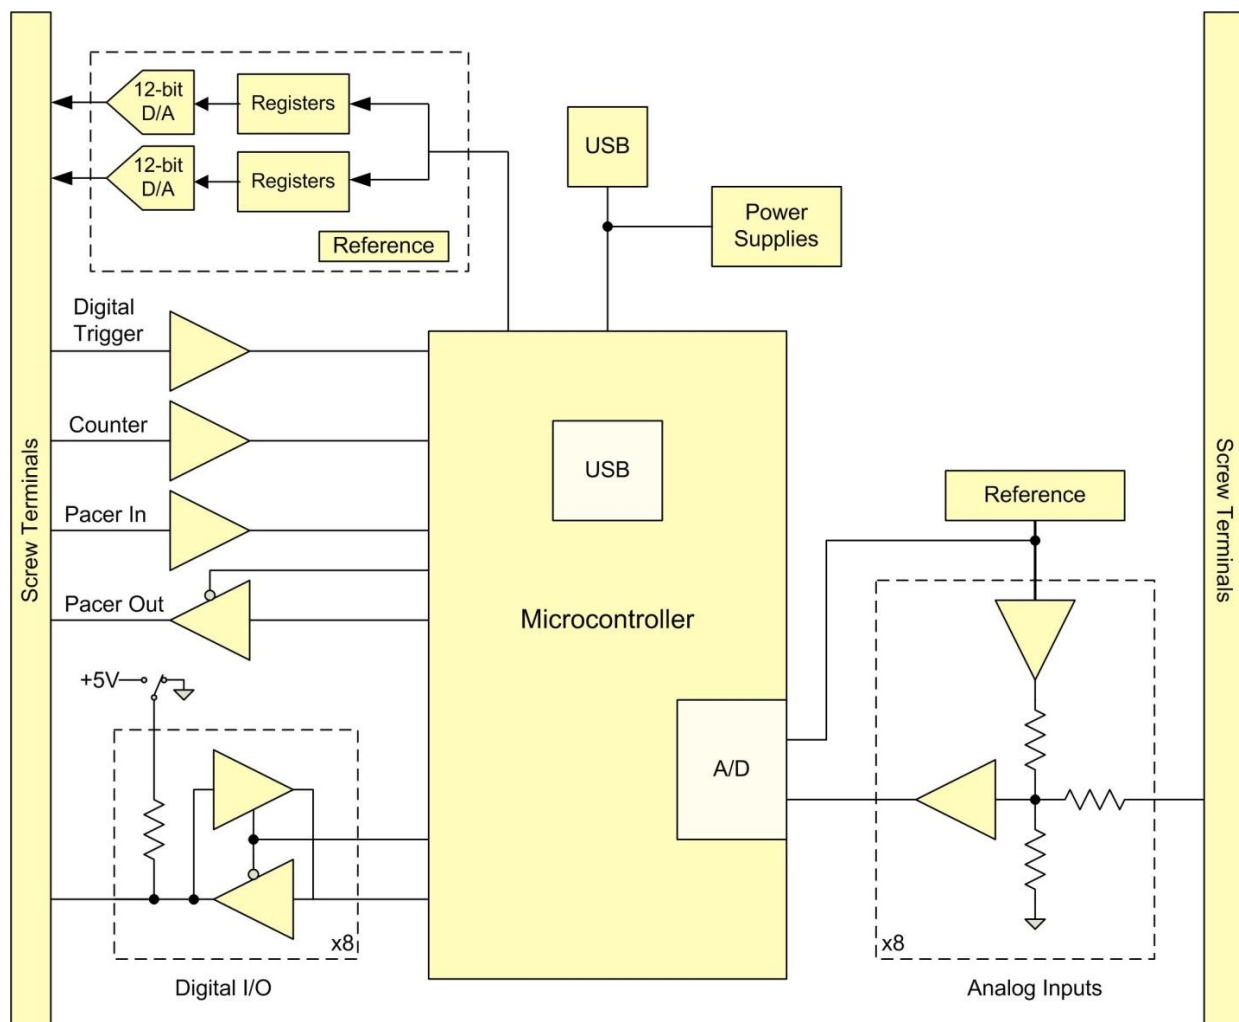 12-bit
D/A
Registers
12-bit
D/A
Registers
Reference
USB
Power
Supplies
Digital
Trigger
Counter
Pacer In
Pacer Out
+5V
x8
Digital I/O
Screw Terminals
USB
Microcontroller
A/D
Reference
x8
Analog Inputs
Screw Terminals